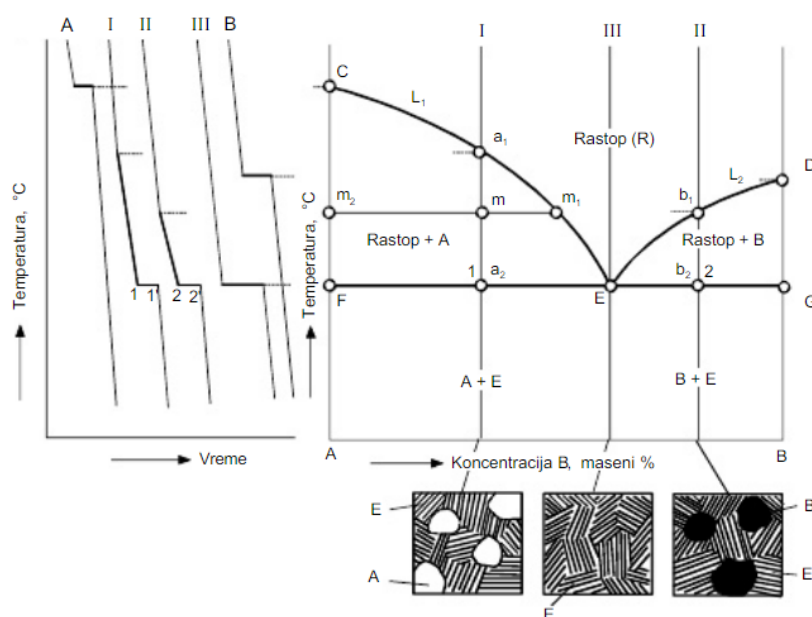 A I II III B
Temperatura, °C
1 1' 2 2'
Vreme
I III II
Temperatura, °C
C
L₁
a₁
Rastop (R)
D
L₂
b₁
m₂ m m₁
Rastop + A
Rastop + B
1 a₂
b₂ 2
F E G
A + E
B + E
A B
Koncentracija B, maseni %
E
A
E
B
E